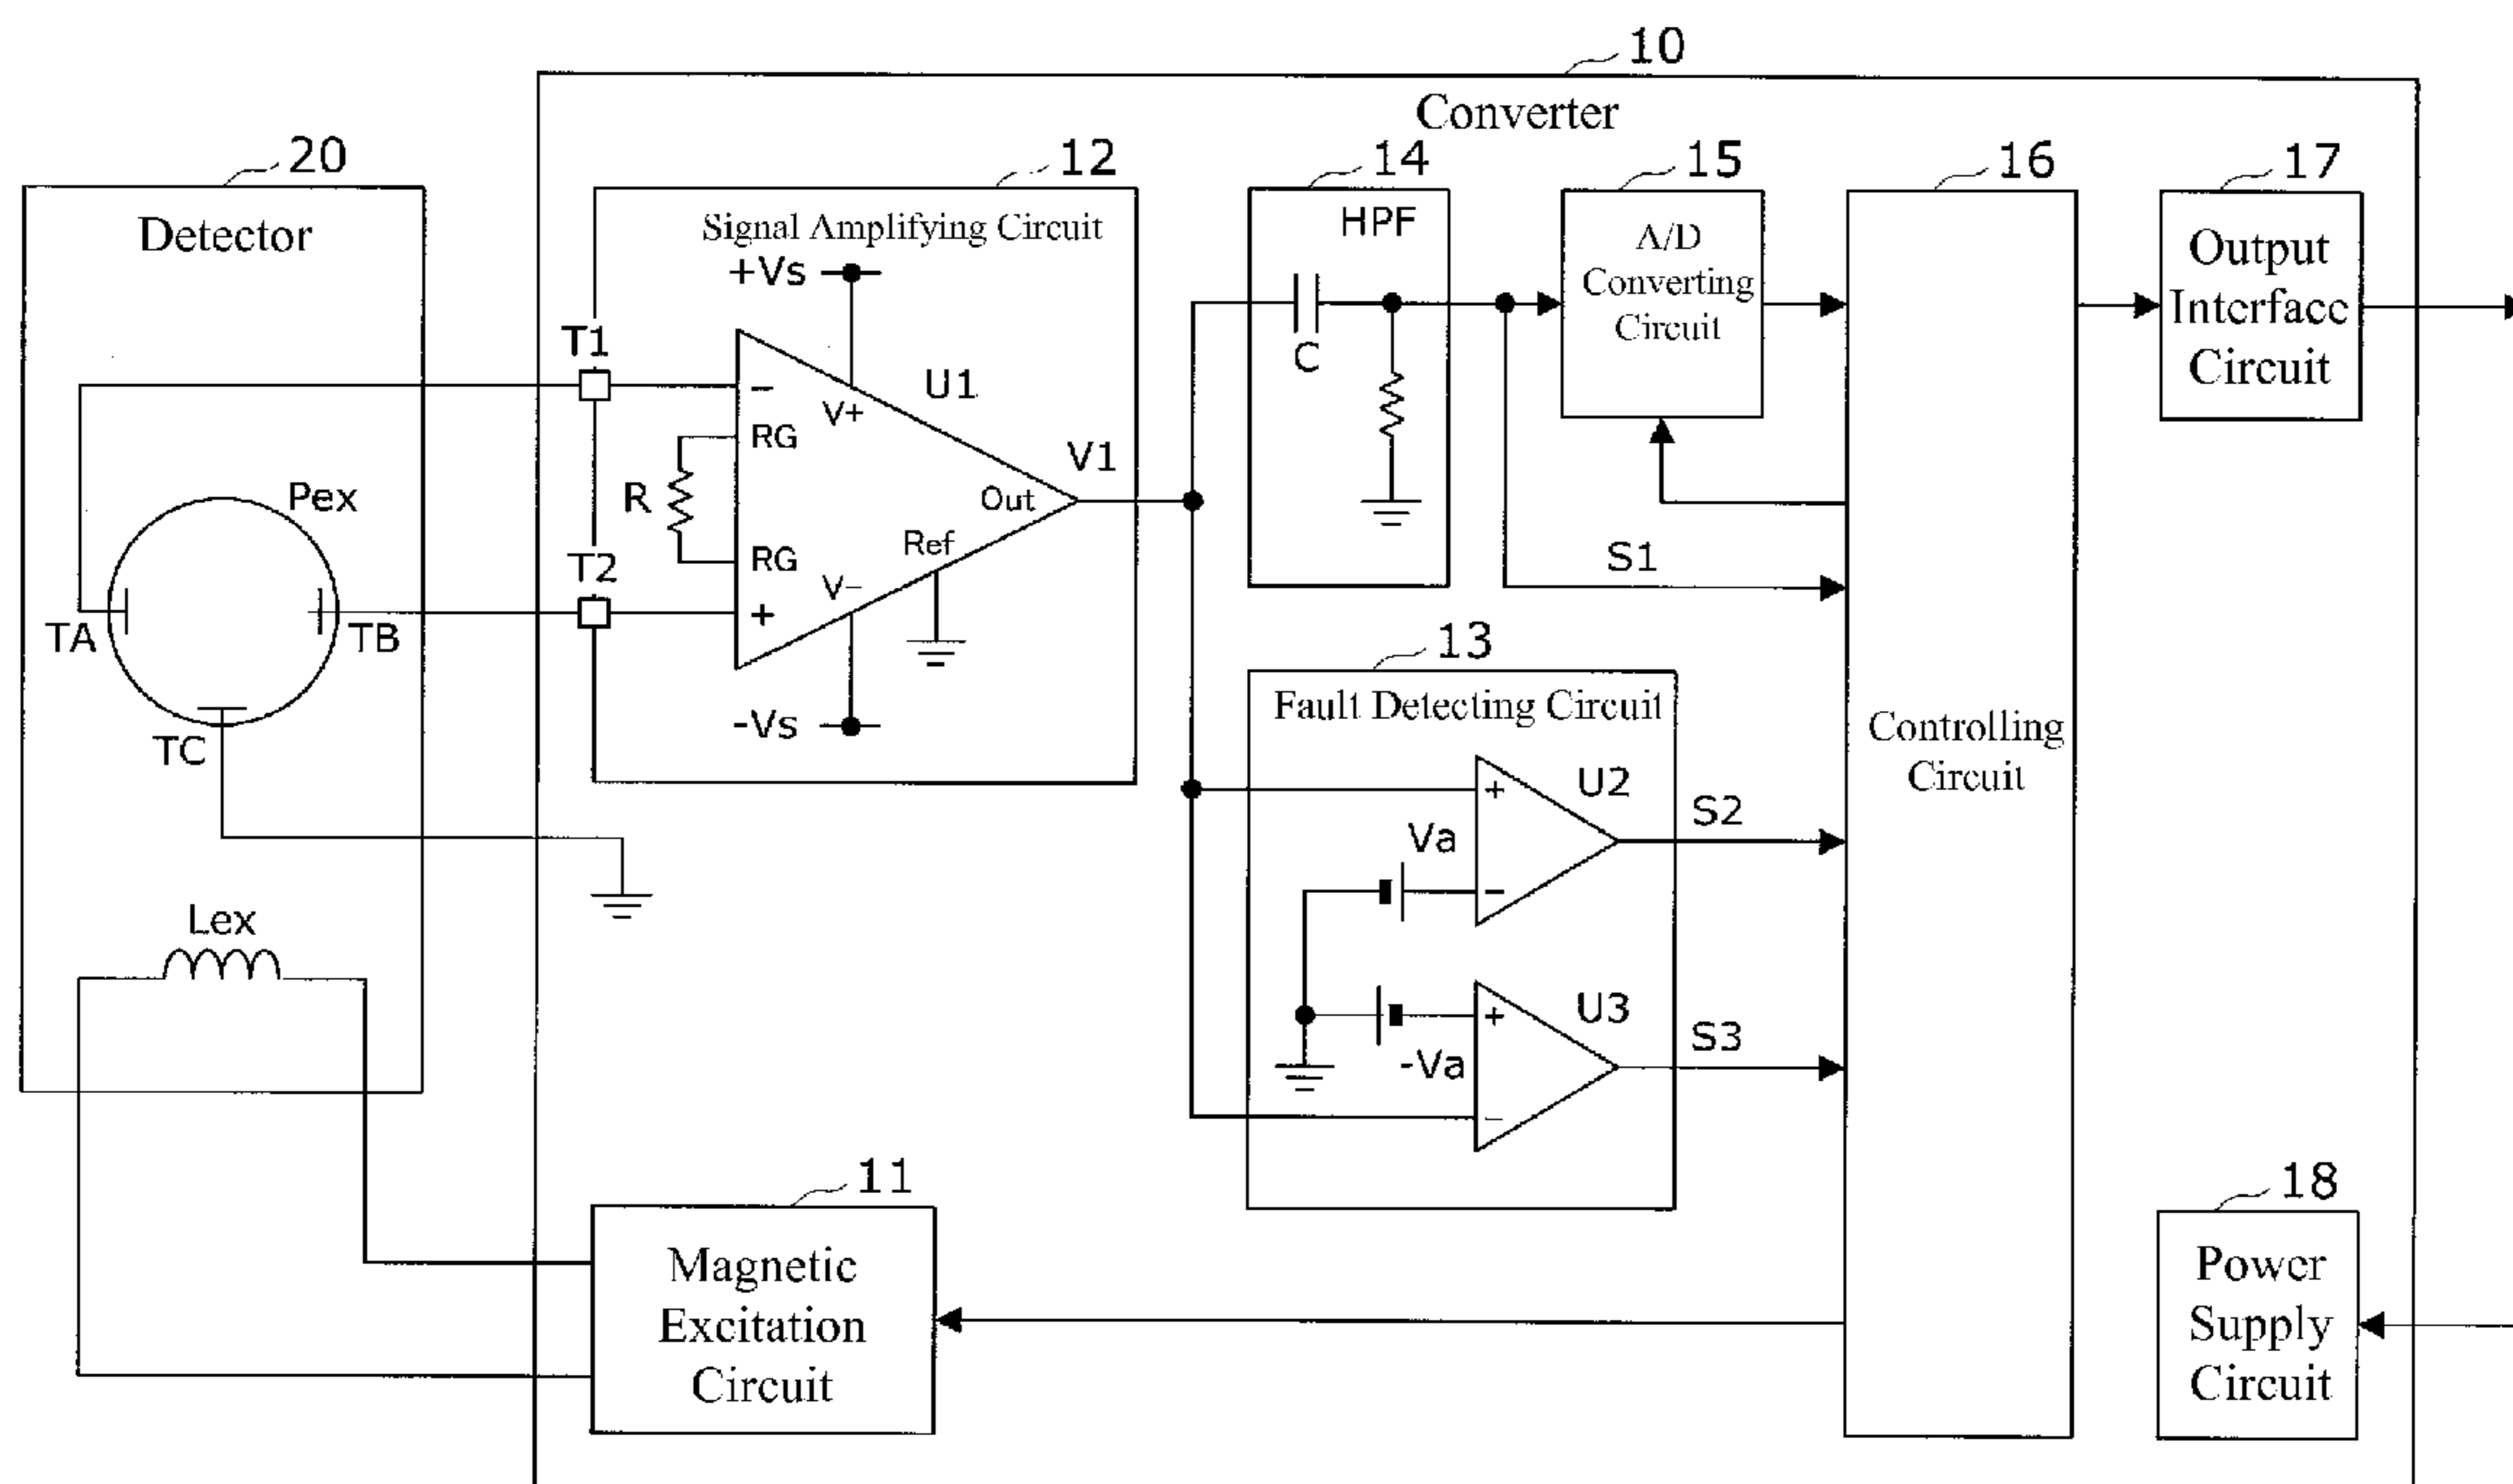 10
Converter
20
Detector
12
Signal Amplifying Circuit
+Vs
T1
−
V+
U1
RG
R
RG
V1
Out
Ref
T2
V−
+
-Vs
Pex
TA
TB
TC
Lex
14
HPF
C
15
A/D
Converting
Circuit
16
Controlling
Circuit
17
Output
Interface
Circuit
S1
13
Fault Detecting Circuit
+
U2
Va
−
S2
+
U3
-Va
−
S3
11
Magnetic
Excitation
Circuit
18
Power
Supply
Circuit